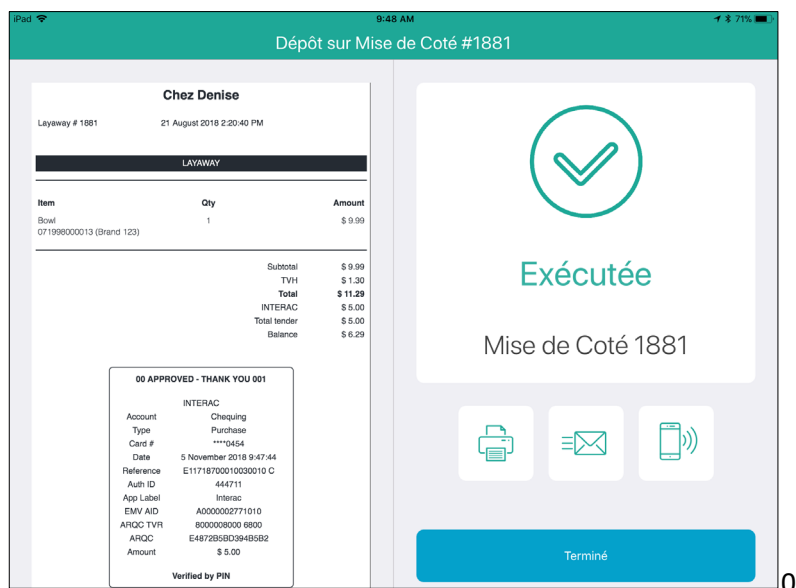 iPad 9:48 AM 71%
Dépôt sur Mise de Coté #1881
Chez Denise
Layaway # 1881 21 August 2018 2:20:40 PM
LAYAWAY
Item Qty Amount
Bowl 1 $ 9.99
071998000013 (Brand 123)
Subtotal $ 9.99
TVH $ 1.30
Total $ 11.29
INTERAC $ 5.00
Total tender $ 5.00
Balance $ 6.29
00 APPROVED - THANK YOU 001
INTERAC
Account Chequing
Type Purchase
Card # ****0454
Date 5 November 2018 9:47:44
Reference E11718700010030010 C
Auth ID 444711
App Label Interac
EMV AID A0000002771010
ARQC TVR 8000008000 6800
ARQC E4872B5BD394B5B2
Amount $ 5.00
Verified by PIN
Exécutée
Mise de Coté 1881
Terminé
0